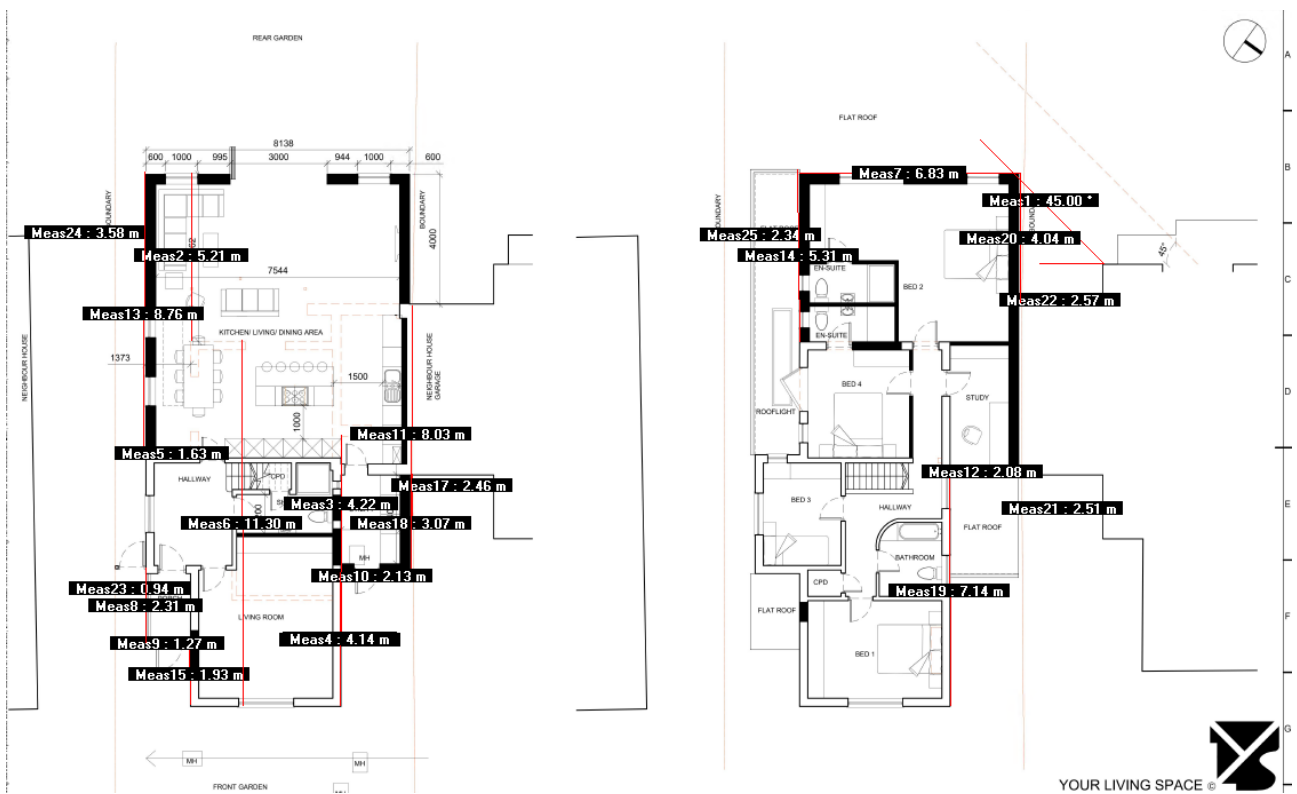 REAR GARDEN
8138
600 1000 995 3000 944 1000 600
BOUNDARY
BOUNDARY
4000
Meas24 : 3.58 m
Meas2 : 5.21 m
7544
Meas13 : 8.76 m
KITCHEN/ LIVING/ DINING AREA
NEIGHBOUR HOUSE
NEIGHBOUR HOUSE
GARAGE
1373
1500
1000
Meas11 : 8.03 m
Meas5 : 1.63 m
HALLWAY
CPD
Meas17 : 2.46 m
Meas3 : 4.22 m
Meas6 : 11.30 m
Meas18 : 3.07 m
MH
Meas10 : 2.13 m
Meas23 : 0.94 m
Meas8 : 2.31 m
LIVING ROOM
Meas9 : 1.27 m
Meas4 : 4.14 m
Meas15 : 1.93 m
MH
MH
FRONT GARDEN
FLAT ROOF
Meas7 : 6.83 m
BOUNDARY
Meas1 : 45.00 °
Meas25 : 2.34 m
Meas20 : 4.04 m
Meas14 : 5.31 m
45°
EN-SUITE
BED 2
Meas22 : 2.57 m
EN-SUITE
BED 4
STUDY
ROOFLIGHT
Meas12 : 2.08 m
BED 3
HALLWAY
Meas21 : 2.51 m
FLAT ROOF
BATHROOM
CPD
Meas19 : 7.14 m
FLAT ROOF
BED 1
A
B
C
D
E
F
G
YOUR LIVING SPACE ©